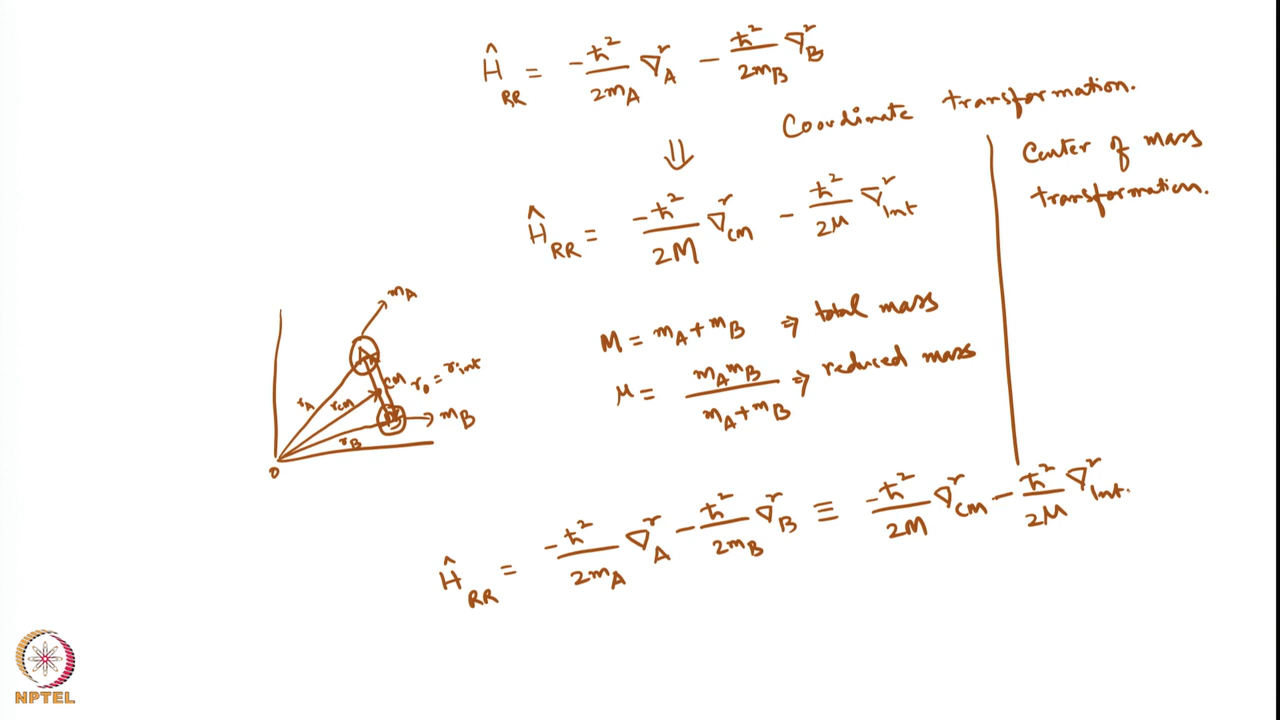 Ĥ_RR = -ħ²/2m_A ∇²_A - ħ²/2m_B ∇²_B
Coordinate transformation.
⇓
Center of mass
transformation.
Ĥ_RR = -ħ²/2M ∇²_CM - ħ²/2μ ∇²_Int
M = m_A + m_B ⇒ total mass
μ = m_A m_B / m_A + m_B ⇒ reduced mass
m_A
A
CM r_0 = r_int
r_A
r_CM
r_B
B
m_B
0
Ĥ_RR = -ħ²/2m_A ∇²_A - ħ²/2m_B ∇²_B ≡ -ħ²/2M ∇²_CM - ħ²/2μ ∇²_Int.
NPTEL